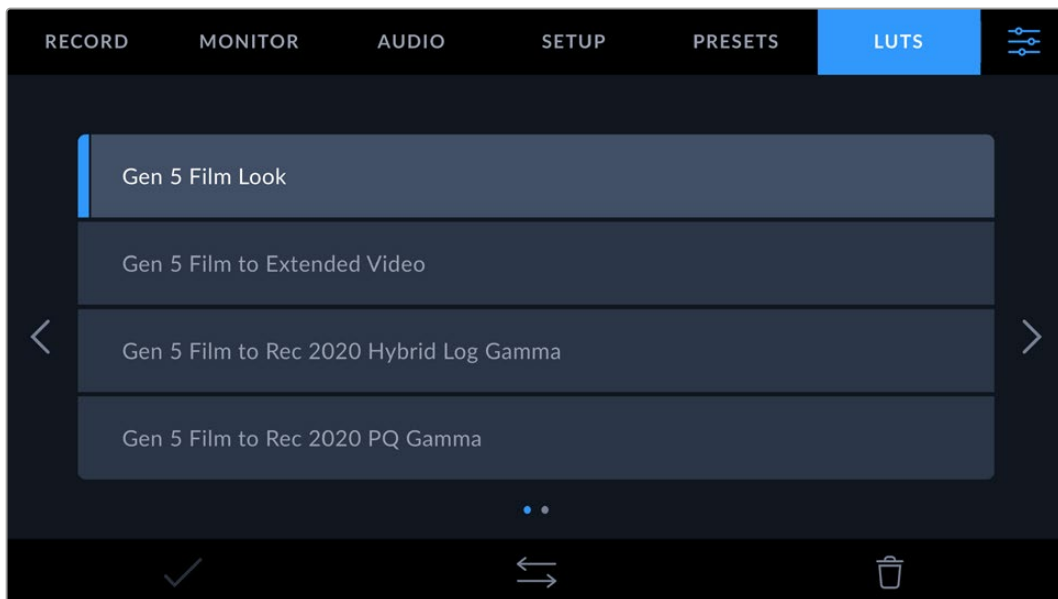 RECORD MONITOR AUDIO SETUP PRESETS LUTS
Gen 5 Film Look
Gen 5 Film to Extended Video
Gen 5 Film to Rec 2020 Hybrid Log Gamma
Gen 5 Film to Rec 2020 PQ Gamma